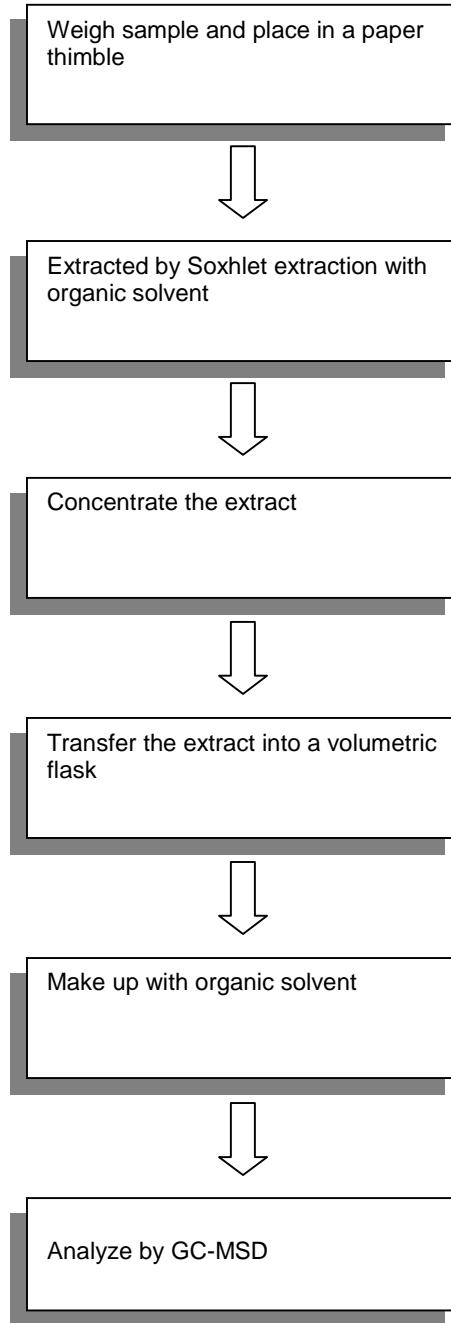 Weigh sample and place in a paper
thimble
Extracted by Soxhlet extraction with
organic solvent
Concentrate the extract
Transfer the extract into a volumetric
flask
Make up with organic solvent
Analyze by GC-MSD